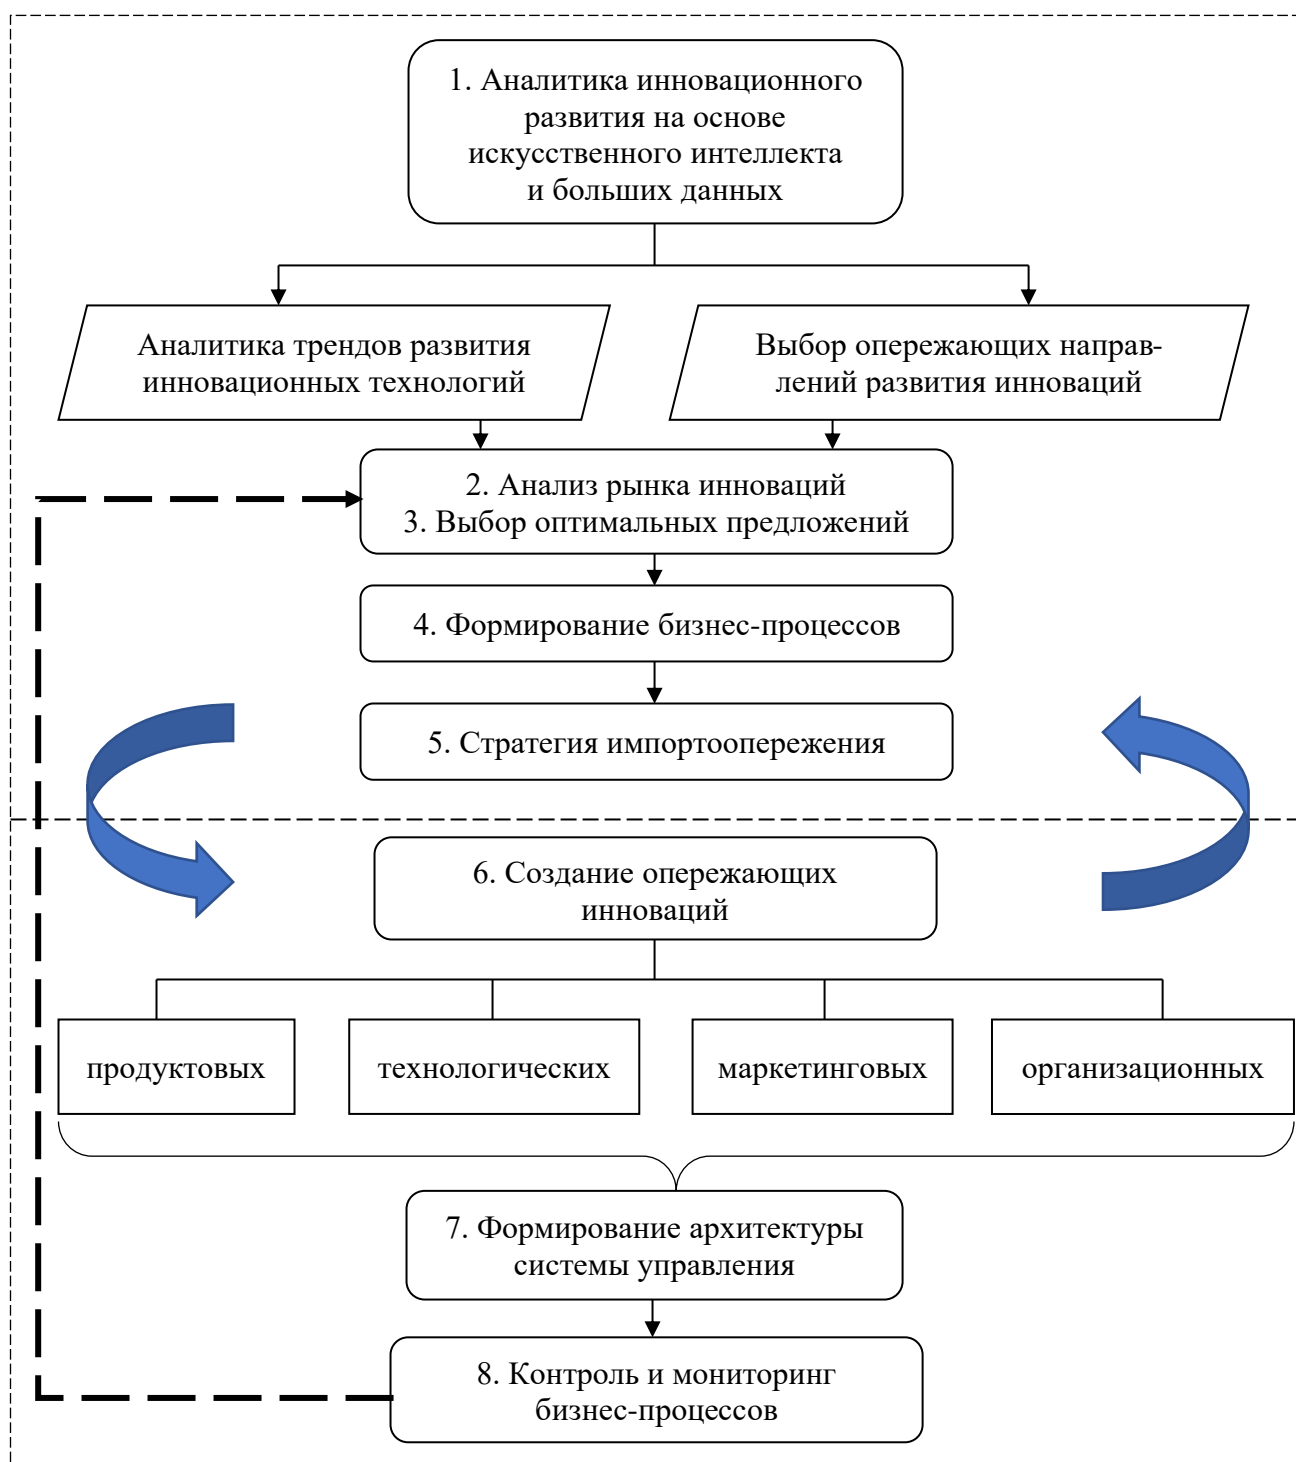 1. Аналитика инновационного
развития на основе
искусственного интеллекта
и больших данных
Аналитика трендов развития
инновационных технологий
Выбор опережающих направ-
лений развития инноваций
2. Анализ рынка инноваций
3. Выбор оптимальных предложений
4. Формирование бизнес-процессов
5. Стратегия импортоопережения
6. Создание опережающих
инноваций
продуктовых
технологических
маркетинговых
организационных
7. Формирование архитектуры
системы управления
8. Контроль и мониторинг
бизнес-процессов